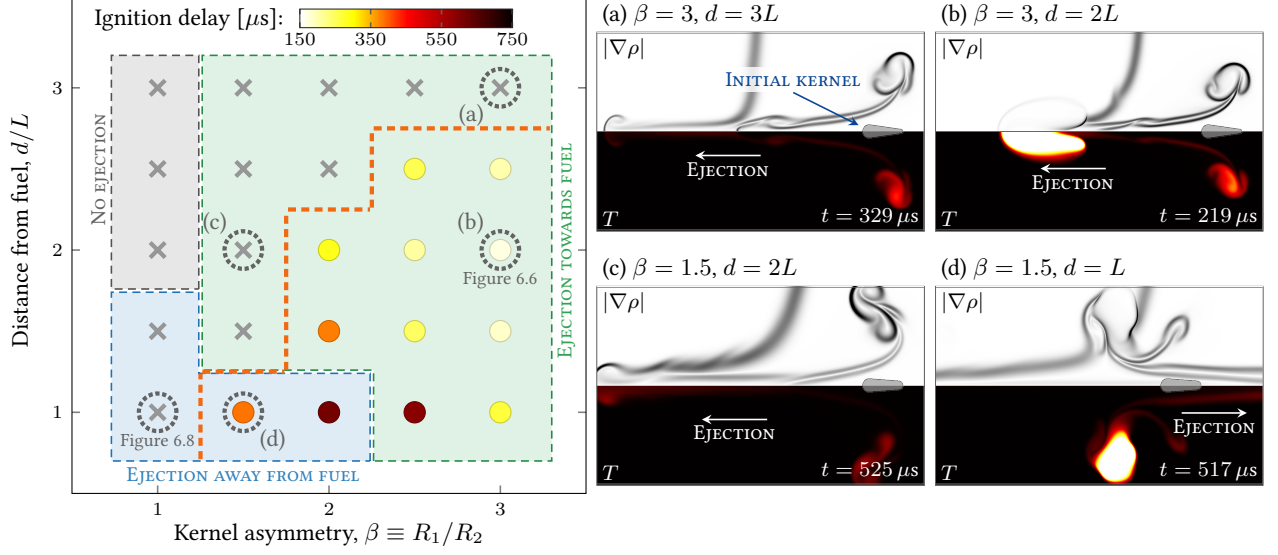 Ignition delay [μs]:
150 350 550 750
Distance from fuel, d/L
3
2
1
No ejection
Ejection towards fuel
(a)
(c)
(b)
Figure 6.6
Figure 6.8
(d)
Ejection away from fuel
1 2 3
Kernel asymmetry, β ≡ R₁/R₂
(a) β = 3, d = 3L
|∇ρ|
Initial kernel
Ejection
T
t = 329 μs
(b) β = 3, d = 2L
|∇ρ|
Ejection
T
t = 219 μs
(c) β = 1.5, d = 2L
|∇ρ|
Ejection
T
t = 525 μs
(d) β = 1.5, d = L
|∇ρ|
Ejection
T
t = 517 μs